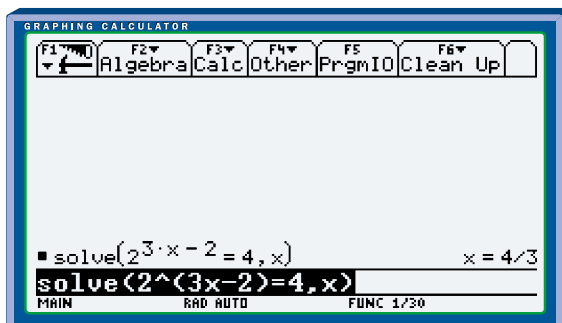 GRAPHING CALCULATOR
F1▼ F2▼ Algebra F3▼ Calc F4▼ Other F5 PrgmIO F6▼ Clean Up
▪ solve(2^(3·x − 2) = 4, x) x = 4/3
solve(2^(3x-2)=4,x)
MAIN RAD AUTO FUNC 1/30